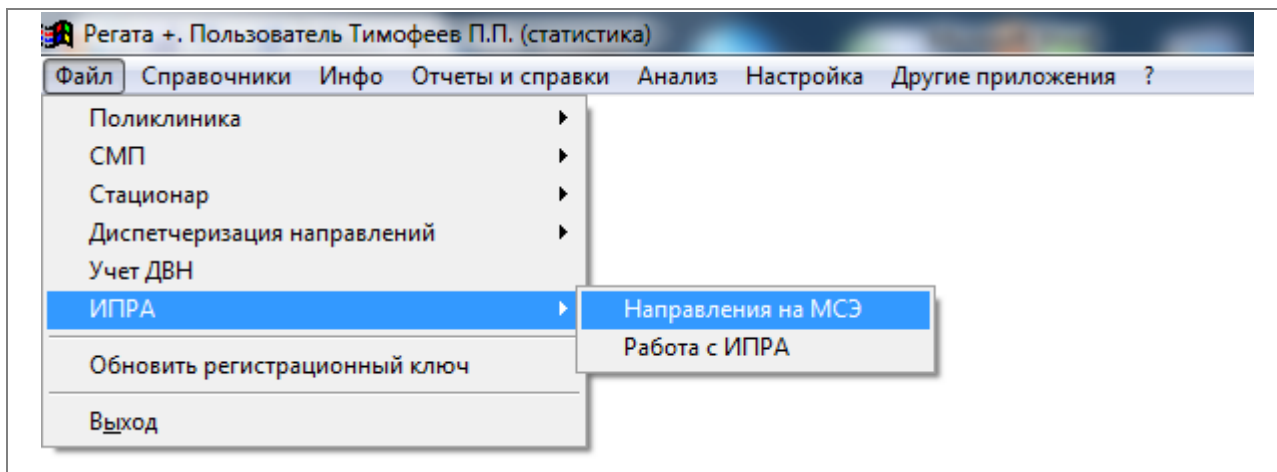 Регата +. Пользователь Тимофеев П.П. (статистика)
Файл Справочники Инфо Отчеты и справки Анализ Настройка Другие приложения ?
Поликлиника
СМП
Стационар
Диспетчеризация направлений
Учет ДВН
ИПРА
Направления на МСЭ
Работа с ИПРА
Обновить регистрационный ключ
Выход